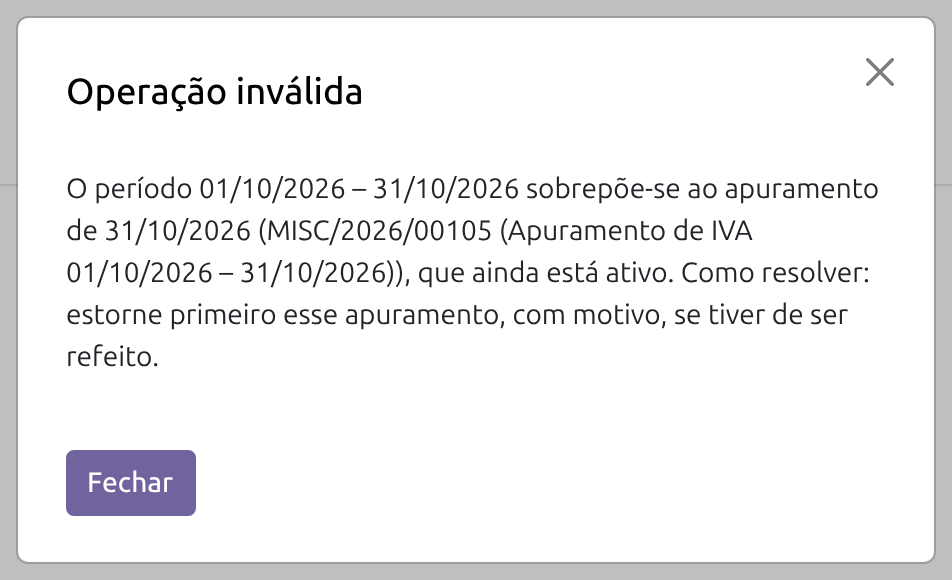 Operação inválida
O período 01/10/2026 – 31/10/2026 sobrepõe-se ao apuramento
de 31/10/2026 (MISC/2026/00105 (Apuramento de IVA
01/10/2026 – 31/10/2026)), que ainda está ativo. Como resolver:
estorne primeiro esse apuramento, com motivo, se tiver de ser
refeito.
Fechar